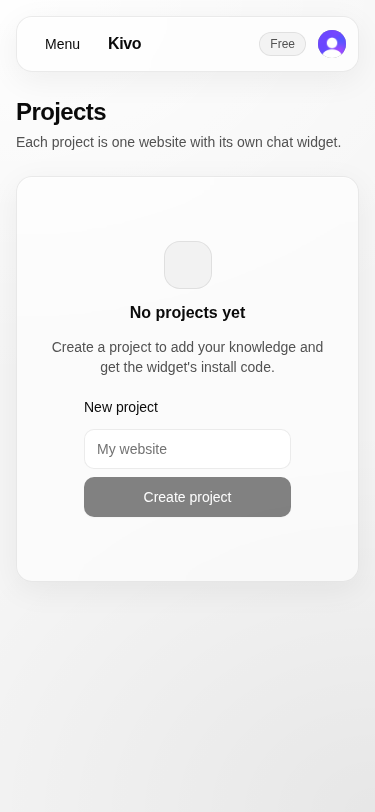 Menu
Kivo
Free
Projects
Each project is one website with its own chat widget.
No projects yet
Create a project to add your knowledge and
get the widget's install code.
New project
My website
Create project